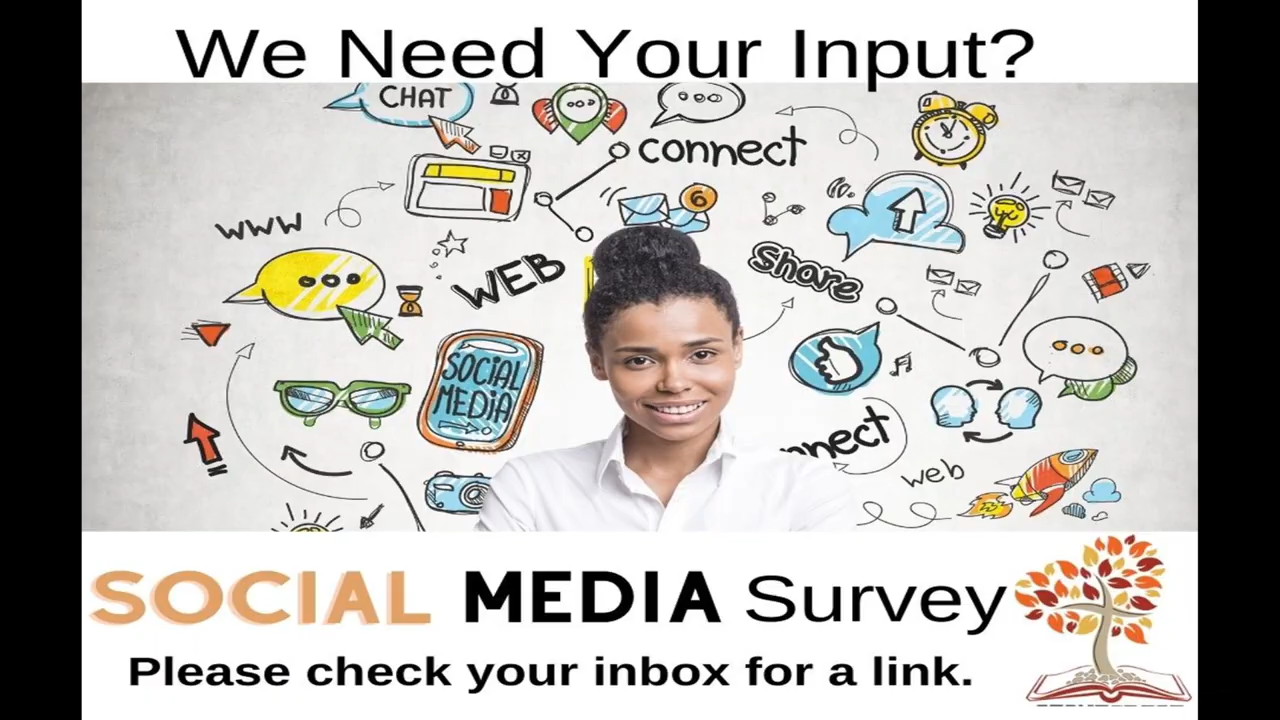 We Need Your Input?
CHAT
connect
6
WWW
WEB
share
SOCIAL
MEDIA
nnect
web
SOCIAL MEDIA Survey
Please check your inbox for a link.